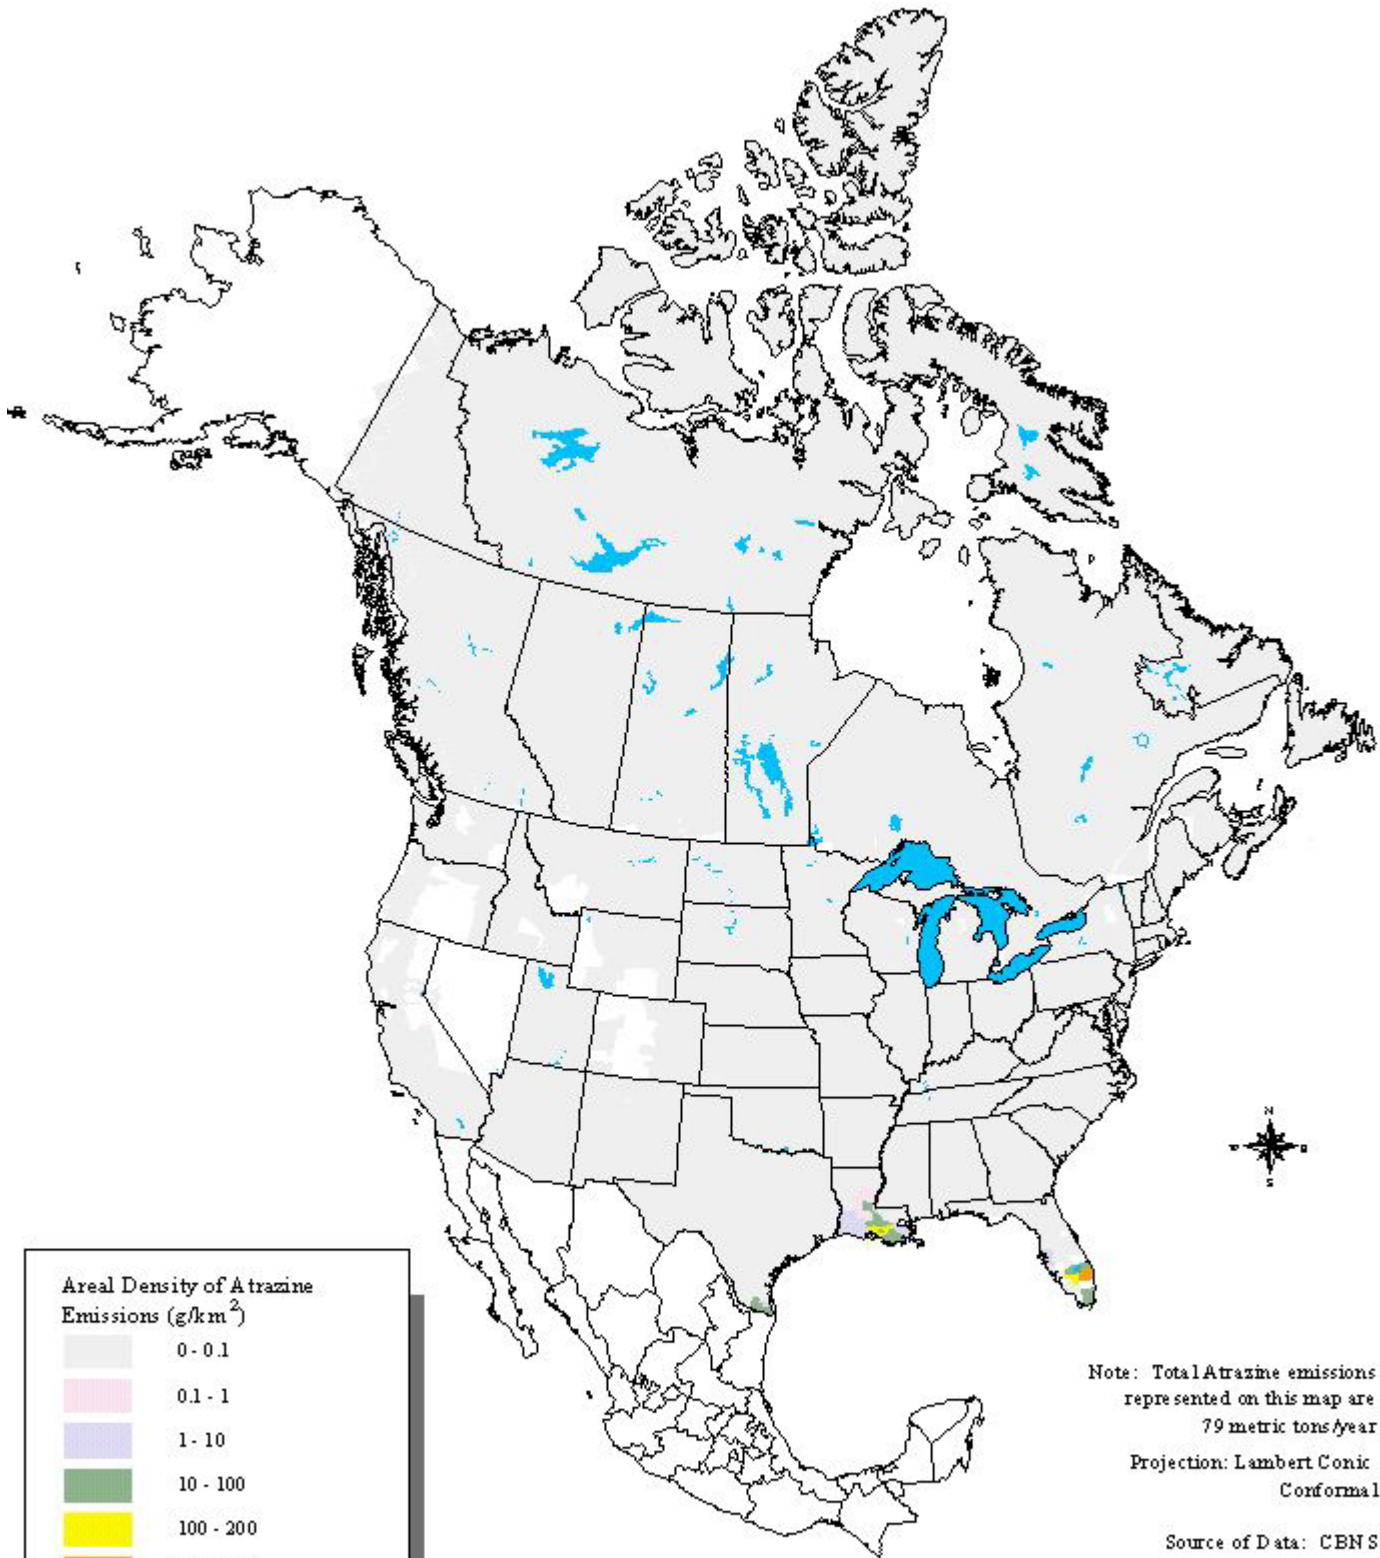 Areal Density of Atrazine
Emissions (g/km²)
0 - 0.1
0.1 - 1
1 - 10
10 - 100
100 - 200
N
S
Note: Total Atrazine emissions
represented on this map are
79 metric tons/year
Projection: Lambert Conic
Conformal
Source of Data: CBNS